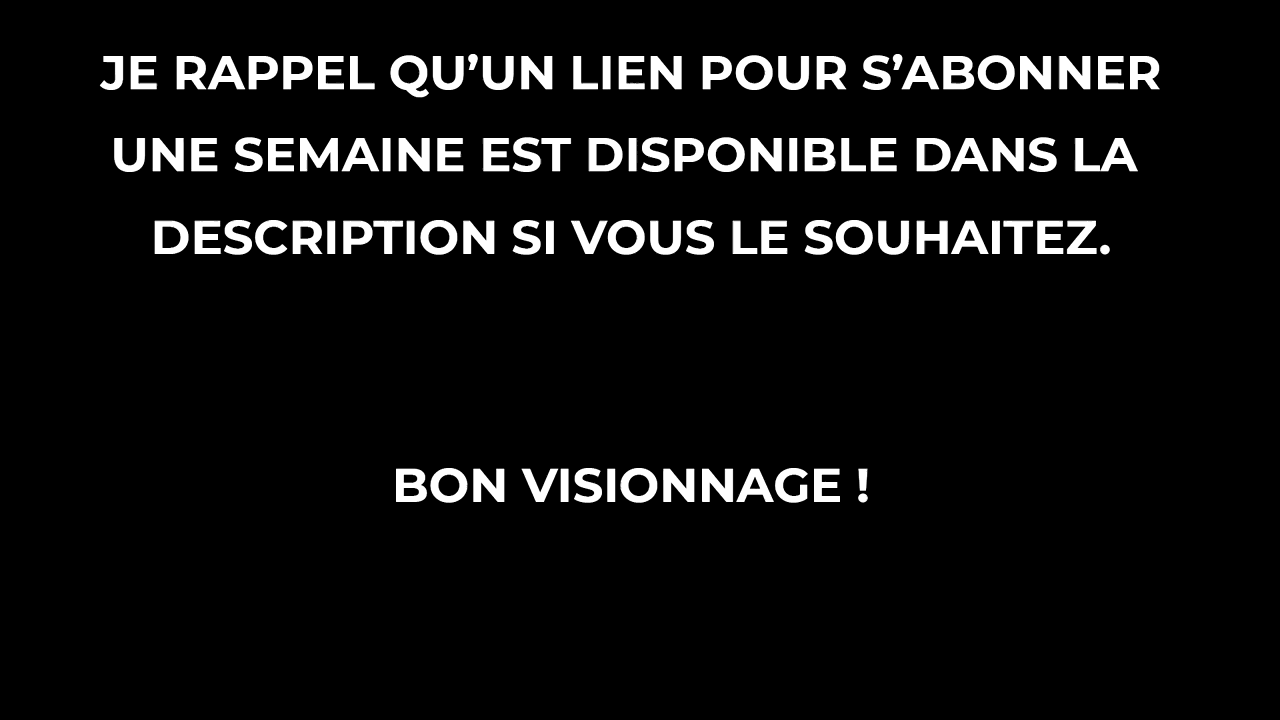 JE RAPPEL QU’UN LIEN POUR S’ABONNER
UNE SEMAINE EST DISPONIBLE DANS LA
DESCRIPTION SI VOUS LE SOUHAITEZ.
BON VISIONNAGE !